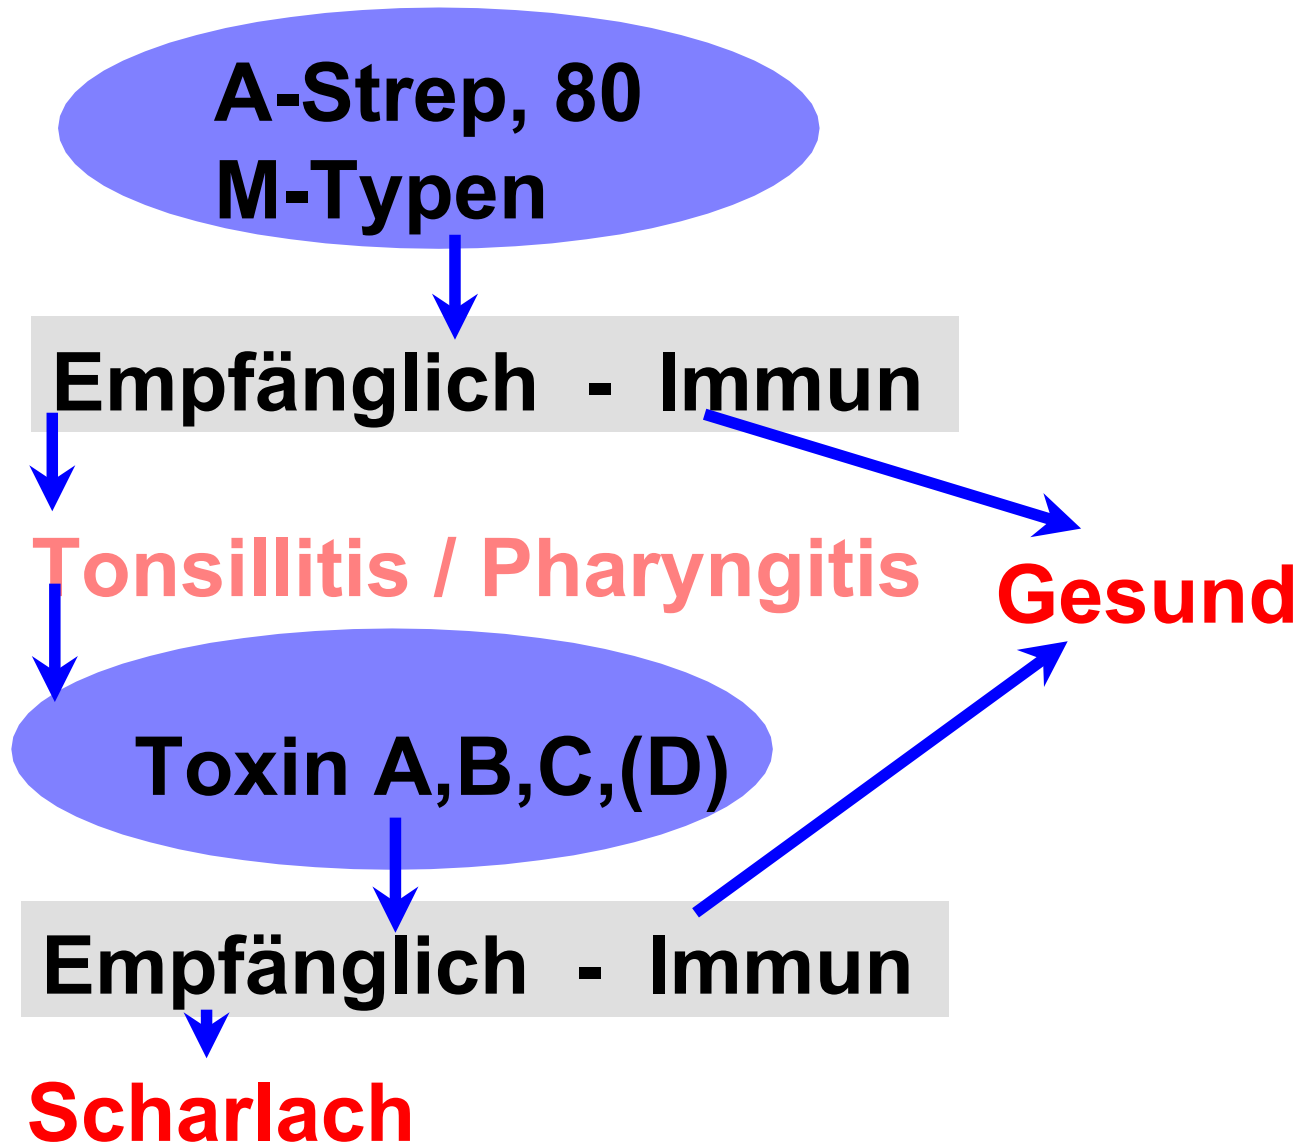 A-Strep, 80
M-Typen
Empfänglich - Immun
Tonsillitis / Pharyngitis
Gesund
Toxin A,B,C,(D)
Empfänglich - Immun
Scharlach